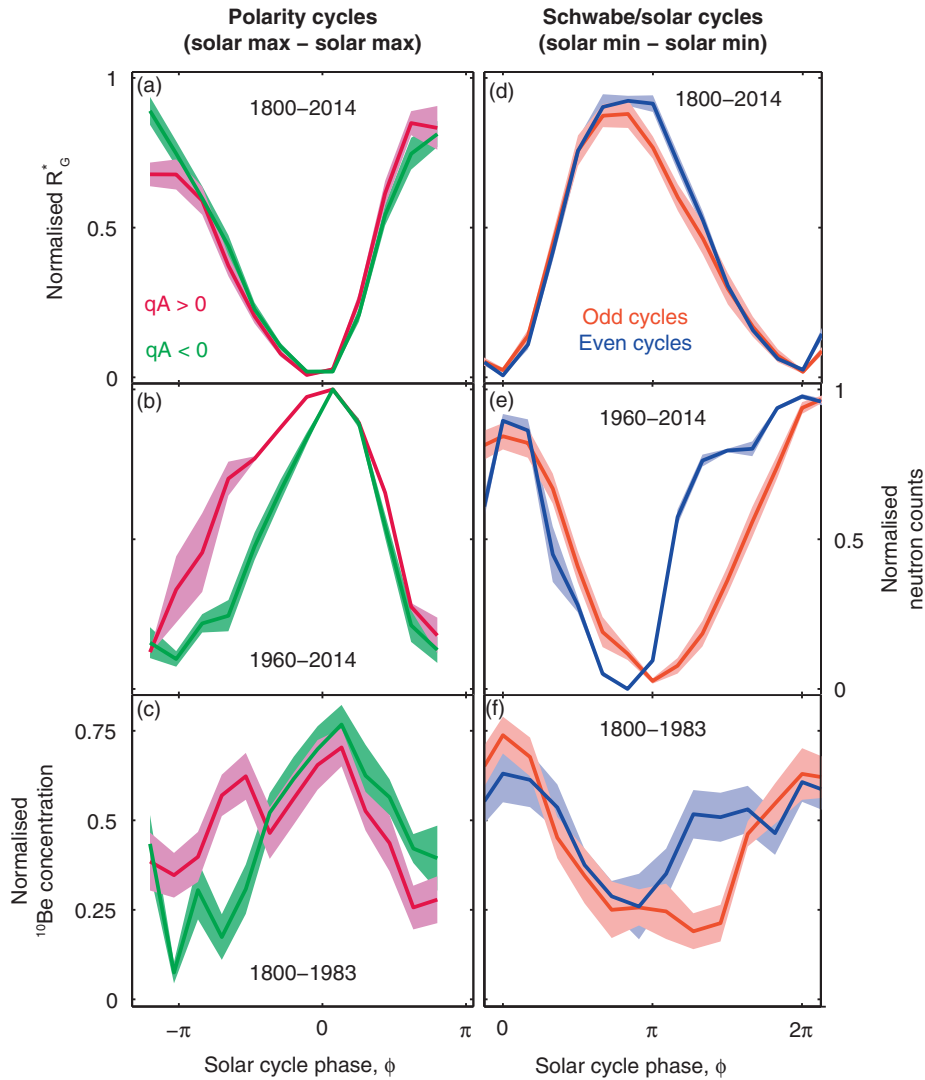 Polarity cycles
(solar max − solar max)
Schwabe/solar cycles
(solar min − solar min)
(a)
1800−2014
1
0.5
0
Normalised R*G
qA > 0
qA < 0
(d)
1800−2014
Odd cycles
Even cycles
(b)
1960−2014
(e)
1960−2014
1
0.5
0
Normalised
neutron counts
(c)
1800−1983
0.75
0.5
0.25
0
Normalised
¹⁰Be concentration
(f)
1800−1983
−π
0
π
Solar cycle phase, ϕ
0
π
2π
Solar cycle phase, ϕ